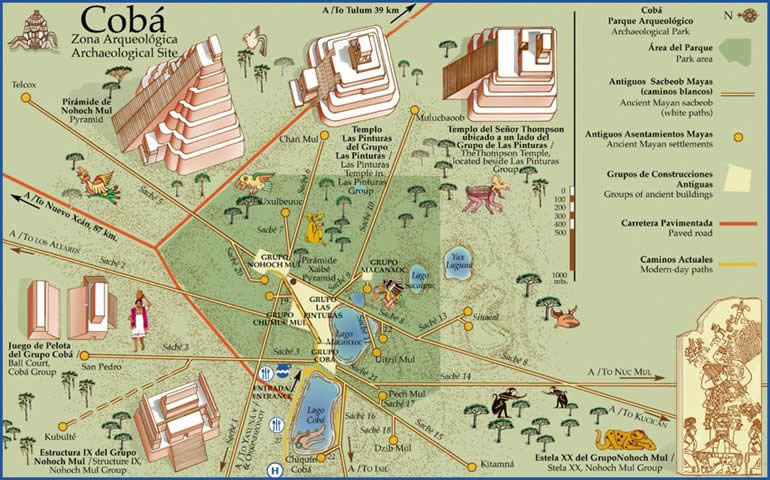 Cobá
Zona Arqueológica
Archaeological Site
A /To Tulum 39 km
Cobá
Parque Arqueológico
Archaeological Park
N
Área del Parque
Park area
Antiguos Sacbeob Mayas
(caminos blancos)
Ancient Mayan sacbeob
(white paths)
Antiguos Asentamientos Mayas
Ancient Mayan settlements
Grupos de Construcciones
Antiguas
Groups of ancient buildings
Carretera Pavimentada
Paved road
Caminos Actuales
Modern-day paths
0
100
200
300
400
500
1000
mts.
Telcox
Pirámide de
Nohoch Mul /
Pyramid
Chan Mul
Templo
Las Pinturas
del Grupo
Las Pinturas /
Las Pinturas
Temple in
Las Pinturas
Group
Mulucbaoob
Templo del Señor Thompson
ubicado a un lado del
Grupo de Las Pinturas /
TheThompson Temple,
located beside Las Pinturas
Group
A /To Nuevo Xcán, 87 km.
Sacbé 5
Uxulbeuuc
Sacbé 7
Sacbé 10
A /To los Altares
Sacbé 2
Sacbé 20
GRUPO
NOHOCH MUL
Pirámide
Xaibé
Pyramid
Sacbé 9
GRUPO
MACANXOC
Lago
Sacalpuc
Yax
Laguna
19
GRUPO
CHUMUC MUL
GRUPO
LAS
PINTURAS
Lago
Macanxoc
Sacbé 11
Sacbé 8
12
Sacbé 13
Sinacal
Sacbé 8
Uitzil Mul
Juego de Pelota
del Grupo Cobá /
Ball Court,
Cobá Group
San Pedro
Sacbé 3
GRUPO
COBÁ
Sacbé 21
Sacbé 14
A /To Nuc Mul
ENTRADA/
ENTRANCE
Pech Mul
Sacbé 17
A /To Kucicán
Kubulté
Estructura IX del Grupo
Nohoch Mul / Structure IX,
Nohoch Mul Group
Sacbé 1
A /To Yaxuná y
Lago
Cobá
27
H
Chiquin
Cobá
22
Sacbé 16
Sacbé 18
Sacbé 15
Dzib Mul
A /To Ixil
Kitamná
Estela XX del GrupoNohoch Mul /
Stela XX, Nohoch Mul Group